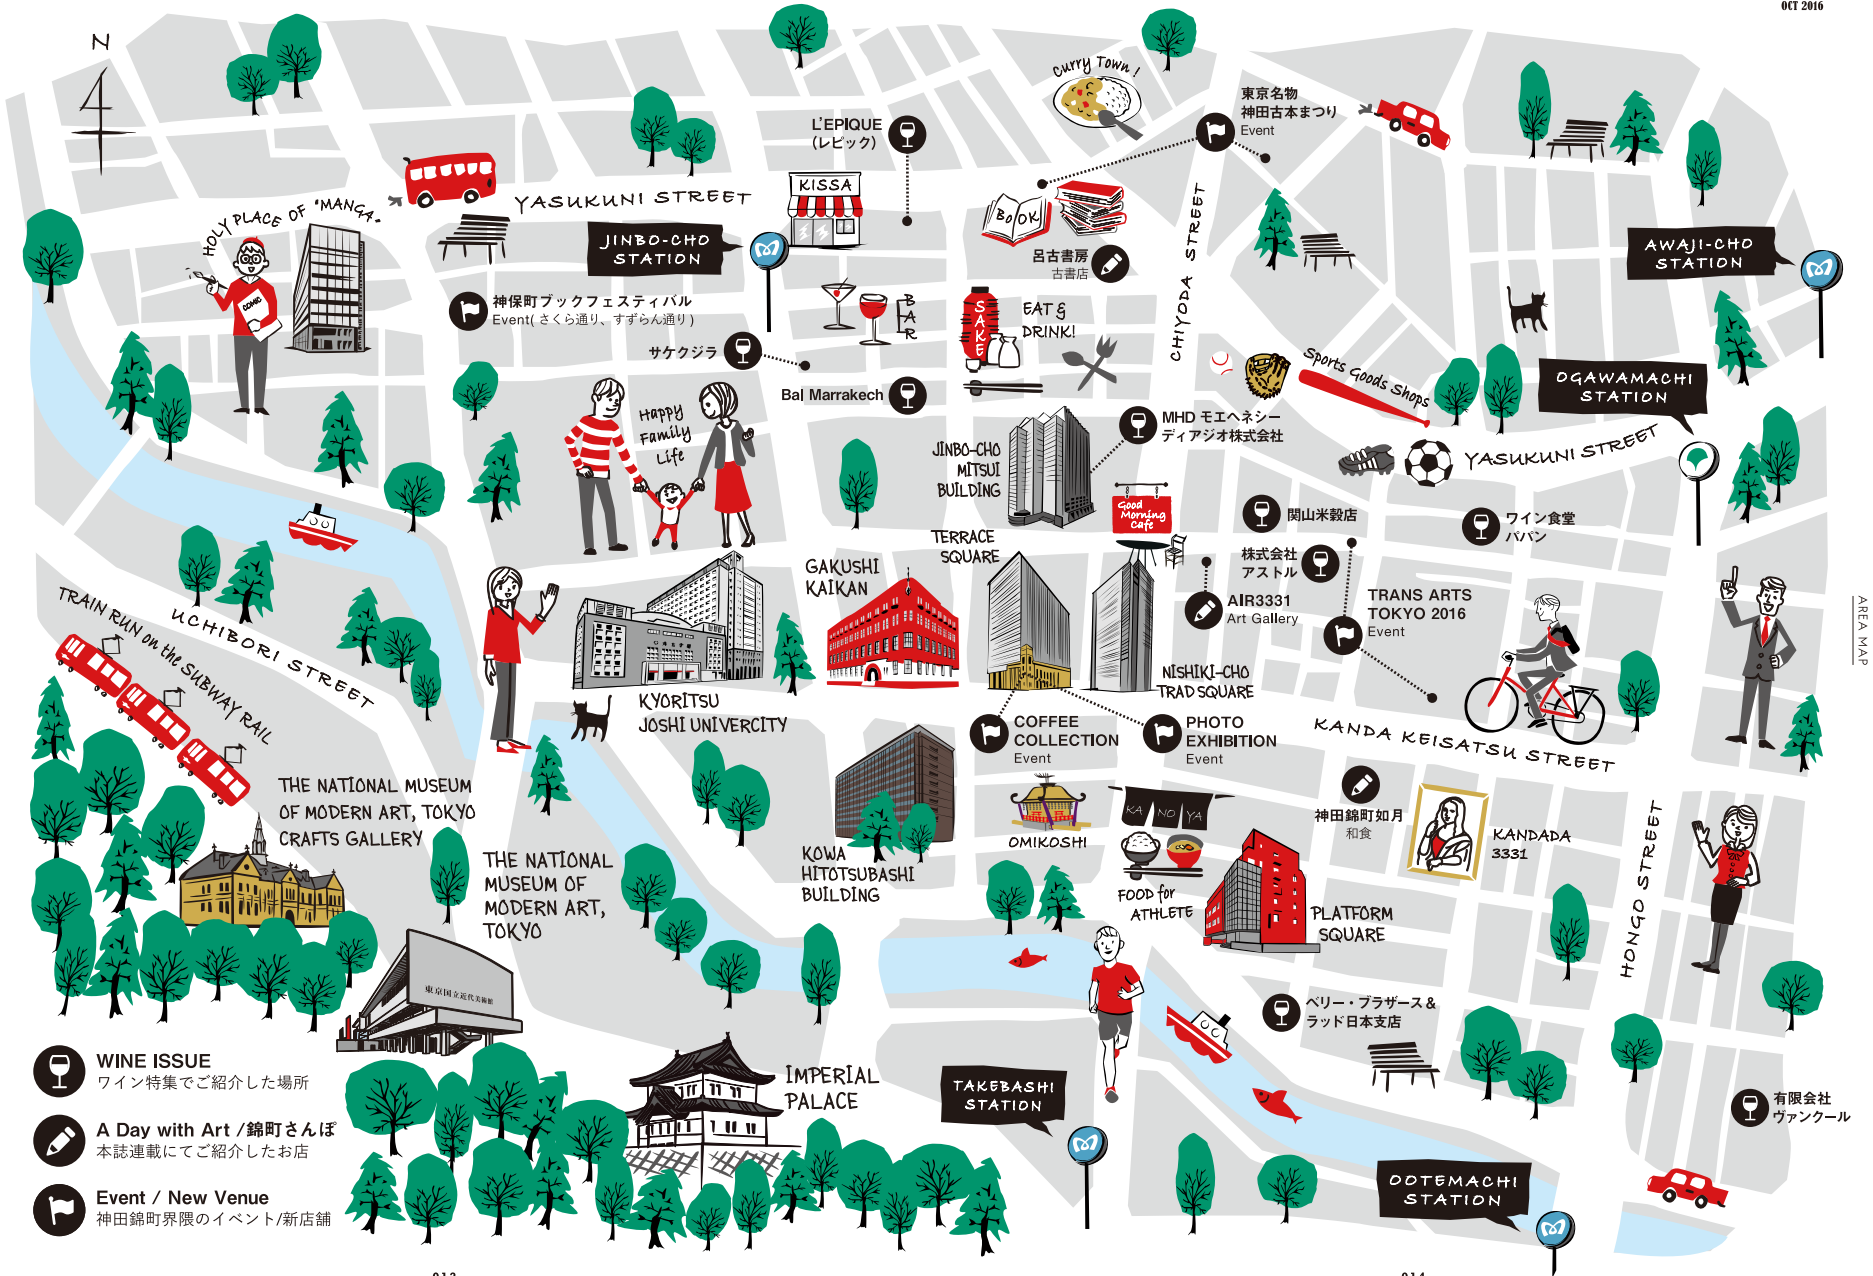 OCT 2016
N
Curry Town!
東京名物
神田古本まつり
Event
L'EPIQUE
(レピック)
KISSA
YASUKUNI STREET
HOLY PLACE OF "MANGA"
COMIC
JINBO-CHO
STATION
BOOK
呂古書房
古書店
CHIYODA STREET
AWAJI-CHO
STATION
神保町ブックフェスティバル
Event(さくら通り、すずらん通り)
BAR
SAKE
EAT &
DRINK!
サケクジラ
Bal Marrakech
Sports Goods Shops
OGAWAMACHI
STATION
YASUKUNI STREET
Happy
Family
Life
MHD モエヘネシー
ディアジオ株式会社
JINBO-CHO
MITSUI
BUILDING
Good
Morning
Cafe
関山米穀店
ワイン食堂
パパン
株式会社
アストル
TERRACE
SQUARE
GAKUSHI
KAIKAN
AIR3331
Art Gallery
TRANS ARTS
TOKYO 2016
Event
AREA MAP
TRAIN RUN on the SUBWAY RAIL
UCHIBORI STREET
KYORITSU
JOSHI UNIVERCITY
NISHIKI-CHO
TRAD SQUARE
COFFEE
COLLECTION
Event
PHOTO
EXHIBITION
Event
KANDA KEISATSU STREET
THE NATIONAL MUSEUM
OF MODERN ART, TOKYO
CRAFTS GALLERY
THE NATIONAL
MUSEUM OF
MODERN ART,
TOKYO
KOWA
HITOTSUBASHI
BUILDING
OMIKOSHI
KA NO YA
FOOD for
ATHLETE
神田錦町如月
和食
KANDADA
3331
HONGO STREET
PLATFORM
SQUARE
東京国立近代美術館
ベリー・ブラザース&
ラッド日本支店
IMPERIAL
PALACE
TAKEBASHI
STATION
有限会社
ヴァンクール
OOTEMACHI
STATION
WINE ISSUE
ワイン特集でご紹介した場所
A Day with Art /錦町さんぽ
本誌連載にてご紹介したお店
Event / New Venue
神田錦町界隈のイベント/新店舗